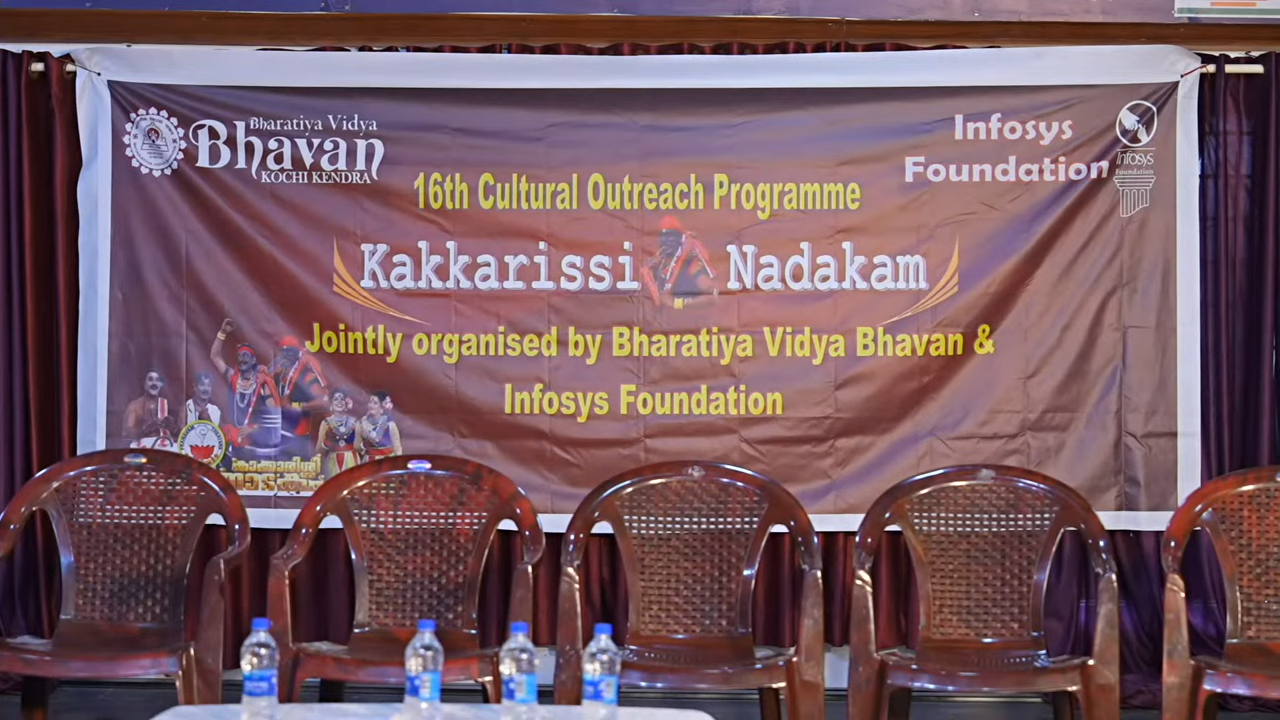 Bharatiya Vidya
Bhavan
KOCHI KENDRA
Infosys
Foundation
Infosys
Foundation
16th Cultural Outreach Programme
Kakkarissi Nadakam
Jointly organised by Bharatiya Vidya Bhavan &
Infosys Foundation
കാക്കാരിശ്ശി
നാടകം